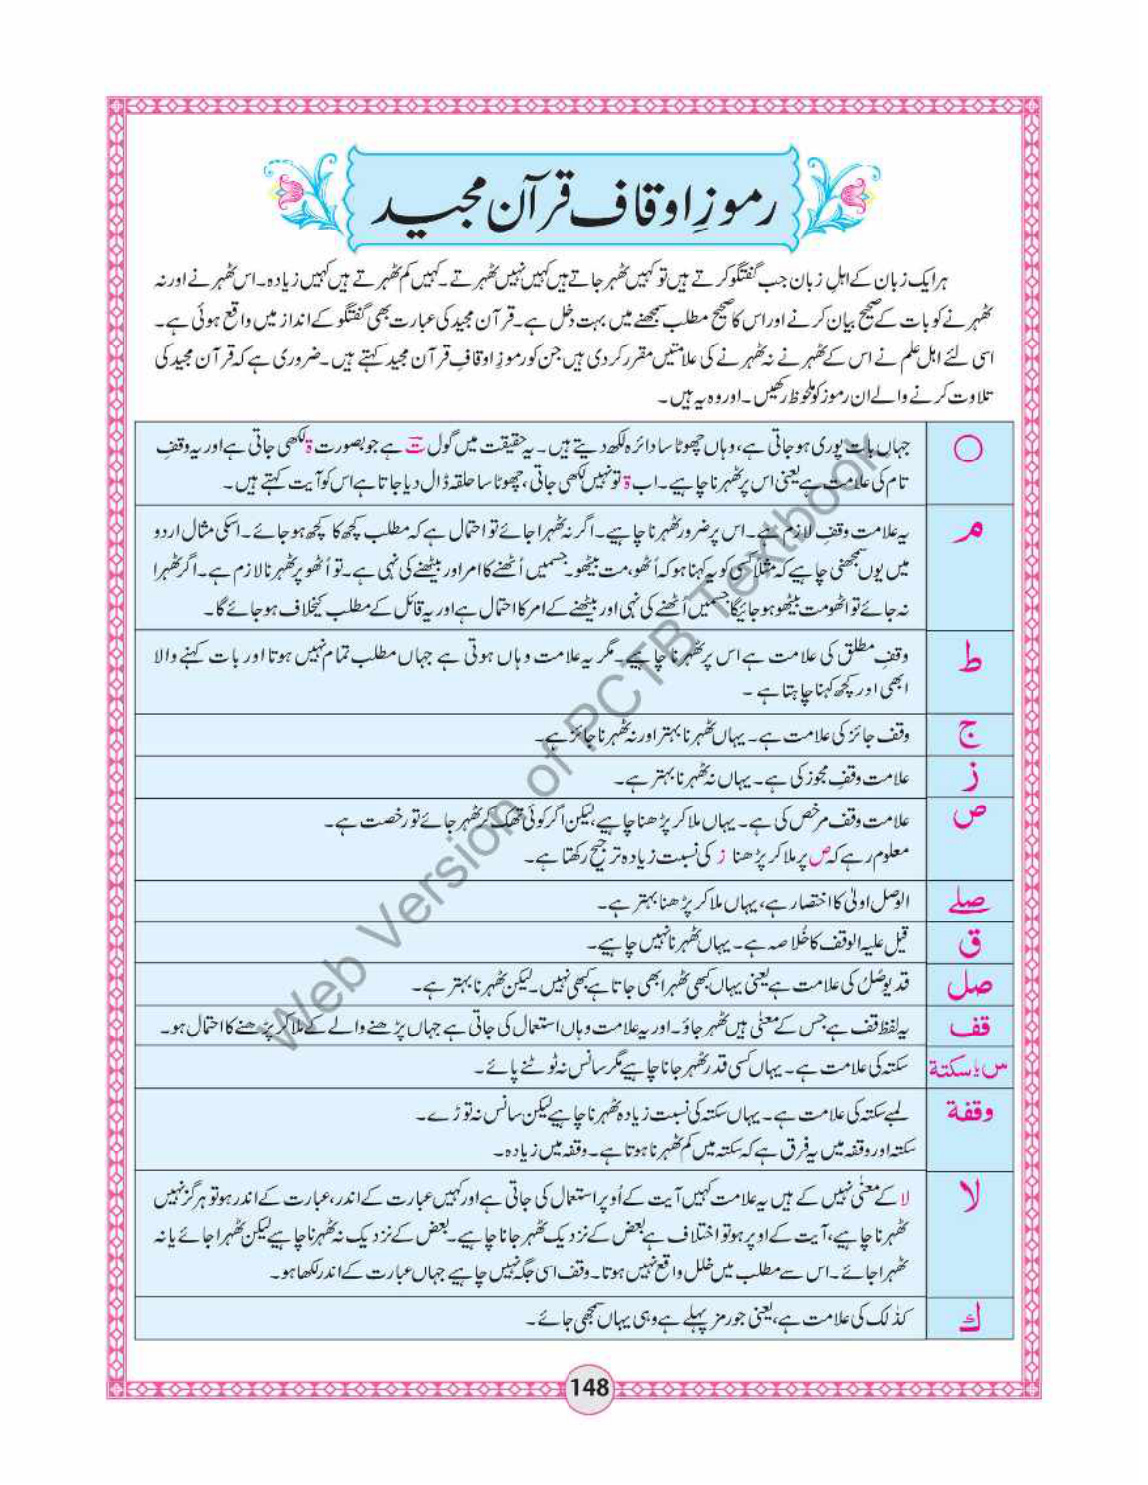 رموزِ اوقاف قرآن مجید
ہر ایک زبان کے اہلِ زبان جب گفتگو کرتے ہیں تو کہیں ٹھہر جاتے ہیں کہیں نہیں ٹھہرتے۔ کہیں کم ٹھہرتے ہیں کہیں زیادہ۔ اس ٹھہرنے اور نہ
ٹھہرنے کو بات کے صحیح بیان کرنے اور اس کا صحیح مطلب سمجھنے میں بہت دخل ہے۔ قرآن مجید کی عبارت بھی گفتگو کے انداز میں واقع ہوئی ہے۔
اسی لئے اہل علم نے اس کے ٹھہرنے نہ ٹھہرنے کی علامتیں مقرر کر دی ہیں جن کو رموزِ اوقافِ قرآن مجید کہتے ہیں۔ ضروری ہے کہ قرآن مجید کی
تلاوت کرنے والے ان رموز کو ملحوظ رکھیں۔ اور وہ یہ ہیں۔
○ جہاں بات پوری ہو جاتی ہے، وہاں چھوٹا سا دائرہ لکھ دیتے ہیں۔ یہ حقیقت میں گول ت ہے جو بصورت ۃ لکھی جاتی ہے اور یہ وقفِ
تام کی علامت ہے یعنی اس پر ٹھہرنا چاہیے۔ اب ۃ تو نہیں لکھی جاتی، چھوٹا سا حلقہ ڈال دیا جاتا ہے اس کو آیت کہتے ہیں۔
م یہ علامت وقفِ لازم ہے۔ اس پر ضرور ٹھہرنا چاہیے۔ اگر نہ ٹھہرا جائے تو احتمال ہے کہ مطلب کچھ کا کچھ ہو جائے۔ اسکی مثال اردو
میں یوں سمجھنی چاہیے کہ مثلاً کسی کو یہ کہنا ہو کہ اُٹھو، مت بیٹھو۔ جسمیں اُٹھنے کا امر اور بیٹھنے کی نہی ہے۔ تو اُٹھو پر ٹھہرنا لازم ہے۔ اگر ٹھہرا
نہ جائے تو اٹھو مت بیٹھو ہو جائیگا جسمیں اُٹھنے کی نہی اور بیٹھنے کے امر کا احتمال ہے اور یہ قائل کے مطلب کیخلاف ہو جائے گا۔
ط وقفِ مطلق کی علامت ہے اس پر ٹھہرنا چاہیے۔ مگر یہ علامت وہاں ہوتی ہے جہاں مطلب تمام نہیں ہوتا اور بات کہنے والا
ابھی اور کچھ کہنا چاہتا ہے۔
ج وقف جائز کی علامت ہے۔ یہاں ٹھہرنا بہتر اور نہ ٹھہرنا جائز ہے۔
ز علامت وقفِ مجوز کی ہے۔ یہاں نہ ٹھہرنا بہتر ہے۔
ص علامت وقف مرخص کی ہے۔ یہاں ملا کر پڑھنا چاہیے، لیکن اگر کوئی تھک کر ٹھہر جائے تو رخصت ہے۔
معلوم رہے کہ ص پر ملا کر پڑھنا ز کی نسبت زیادہ ترجیح رکھتا ہے۔
صلے الوصل اولیٰ کا اختصار ہے، یہاں ملا کر پڑھنا بہتر ہے۔
ق قیل علیہ الوقف کا خُلاصہ ہے۔ یہاں ٹھہرنا نہیں چاہیے۔
صل قد یوصَل کی علامت ہے یعنی یہاں کبھی ٹھہرا بھی جاتا ہے کبھی نہیں۔ لیکن ٹھہرنا بہتر ہے۔
قف یہ لفظ قف ہے جس کے معنیٰ ہیں ٹھہر جاؤ۔ اور یہ علامت وہاں استعمال کی جاتی ہے جہاں پڑھنے والے کے ملا کر پڑھنے کا احتمال ہو۔
س یا سکتة سکتہ کی علامت ہے۔ یہاں کسی قدر ٹھہر جانا چاہیے مگر سانس نہ ٹوٹنے پائے۔
وقفة لمبے سکتہ کی علامت ہے۔ یہاں سکتہ کی نسبت زیادہ ٹھہرنا چاہیے لیکن سانس نہ توڑے۔
سکتہ اور وقفہ میں یہ فرق ہے کہ سکتہ میں کم ٹھہرنا ہوتا ہے۔ وقفہ میں زیادہ۔
لا لا کے معنیٰ نہیں کے ہیں یہ علامت کہیں آیت کے اُوپر استعمال کی جاتی ہے اور کہیں عبارت کے اندر، عبارت کے اندر ہو تو ہرگز نہیں
ٹھہرنا چاہیے، آیت کے اوپر ہو تو اختلاف ہے بعض کے نزدیک ٹھہر جانا چاہیے۔ بعض کے نزدیک نہ ٹھہرنا چاہیے لیکن ٹھہرا جائے یا نہ
ٹھہرا جائے۔ اس سے مطلب میں خلل واقع نہیں ہوتا۔ وقف اسی جگہ نہیں چاہیے جہاں عبارت کے اندر لکھا ہو۔
ك کذٰلک کی علامت ہے، یعنی جو رمز پہلے ہے وہی یہاں سمجھی جائے۔
148
Web Version of PCTB Textbook